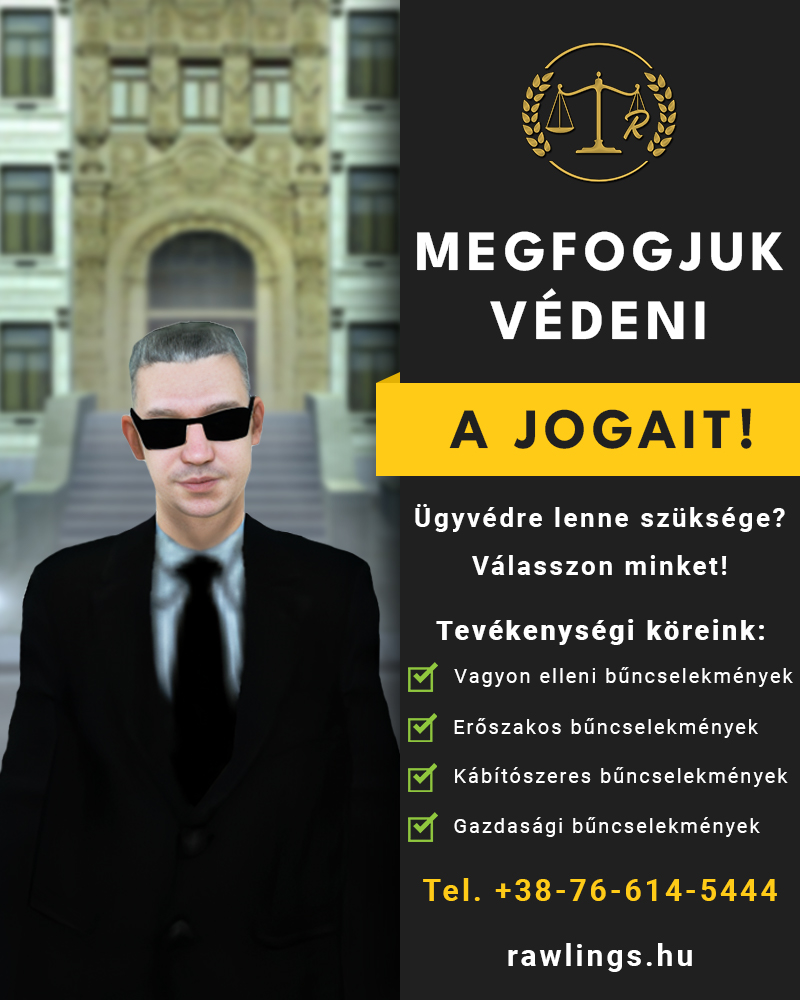 R
MEGFOGJUK
VÉDENI
A JOGAIT!
Ügyvédre lenne szüksége?
Válasszon minket!
Tevékenységi köreink:
Vagyon elleni bűncselekmények
Erőszakos bűncselekmények
Kábítószeres bűncselekmények
Gazdasági bűncselekmények
Tel. +38-76-614-5444
rawlings.hu